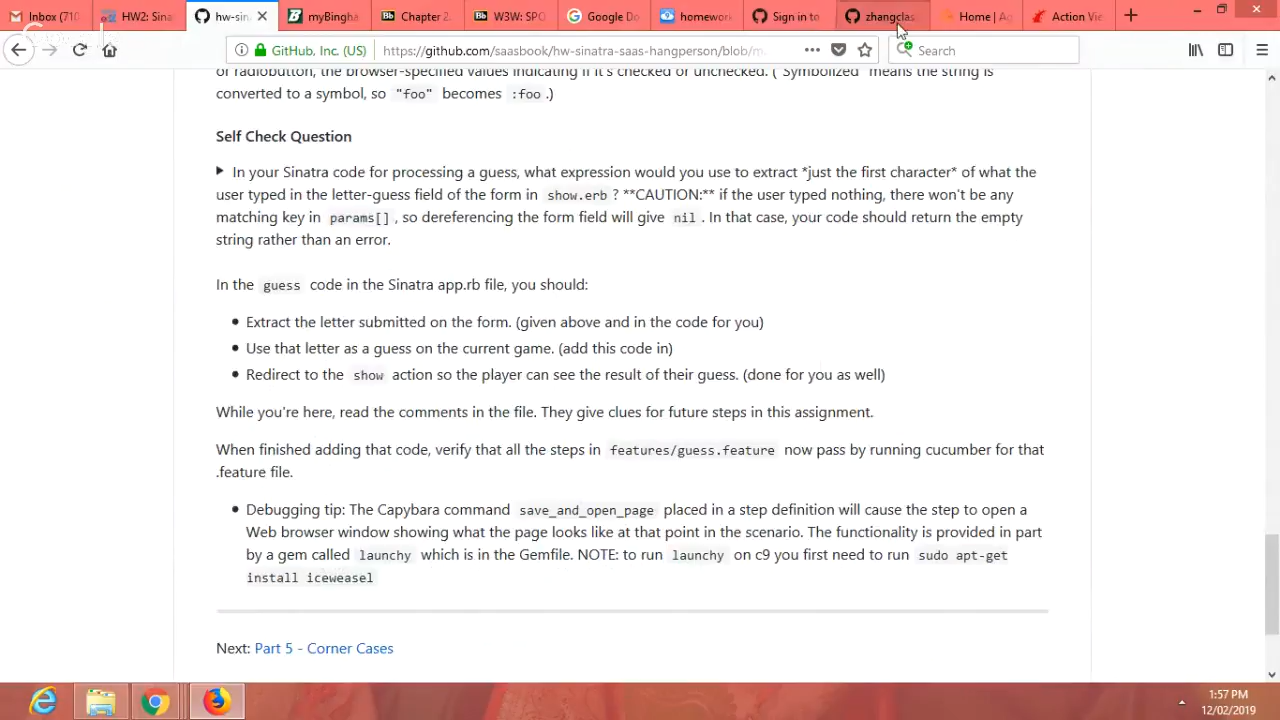 Inbox (710
HW2: Sina
hw-sin
myBingha
Chapter 2.
W3W: SPO
Google Do
homework
Sign in to
zhangclas
Home | Ag
Action Vie
GitHub, Inc. (US)
https://github.com/saasbook/hw-sinatra-saas-hangperson/blob/m
Search
or radiobutton, the browser-specified values indicating if it's checked or unchecked. ("Symbolized" means the string is
converted to a symbol, so "foo" becomes :foo .)
Self Check Question
In your Sinatra code for processing a guess, what expression would you use to extract *just the first character* of what the
user typed in the letter-guess field of the form in show.erb ? **CAUTION:** if the user typed nothing, there won't be any
matching key in params[] , so dereferencing the form field will give nil . In that case, your code should return the empty
string rather than an error.
In the guess code in the Sinatra app.rb file, you should:
Extract the letter submitted on the form. (given above and in the code for you)
Use that letter as a guess on the current game. (add this code in)
Redirect to the show action so the player can see the result of their guess. (done for you as well)
While you're here, read the comments in the file. They give clues for future steps in this assignment.
When finished adding that code, verify that all the steps in features/guess.feature now pass by running cucumber for that
.feature file.
Debugging tip: The Capybara command save_and_open_page placed in a step definition will cause the step to open a
Web browser window showing what the page looks like at that point in the scenario. The functionality is provided in part
by a gem called launchy which is in the Gemfile. NOTE: to run launchy on c9 you first need to run sudo apt-get
install iceweasel
Next: Part 5 - Corner Cases
1:57 PM
12/02/2019